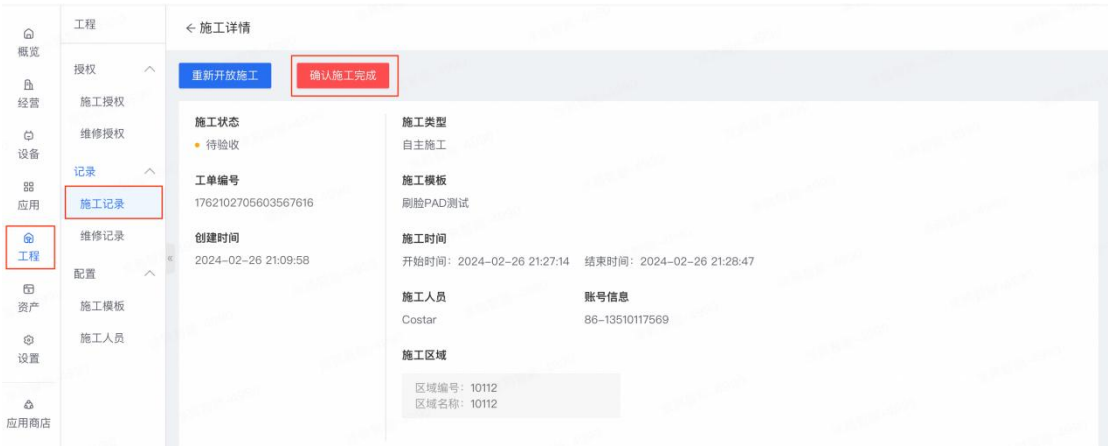 概览
经营
设备
应用
工程
资产
设置
应用商店
工程
授权
施工授权
维修授权
记录
施工记录
维修记录
配置
施工模板
施工人员
←施工详情
重新开放施工
确认施工完成
施工状态
待验收
工单编号
1762102705603567616
创建时间
2024-02-26 21:09:58
施工类型
自主施工
施工模板
刷脸PAD测试
施工时间
开始时间：2024-02-26 21:27:14 结束时间：2024-02-26 21:28:47
施工人员 账号信息
Costar 86-13510117569
施工区域
区域编号：10112
区域名称：10112